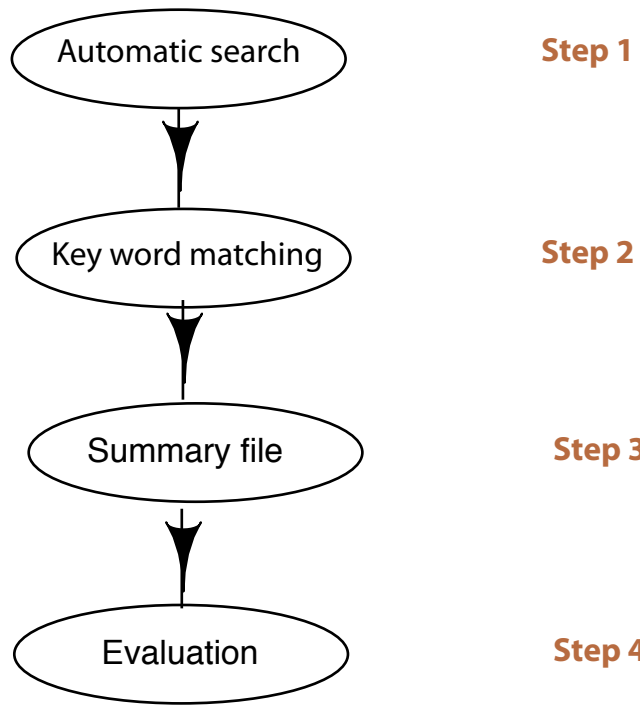 Automatic search
Step 1
Key word matching
Step 2
Summary file
Step 3
Evaluation
Step 4